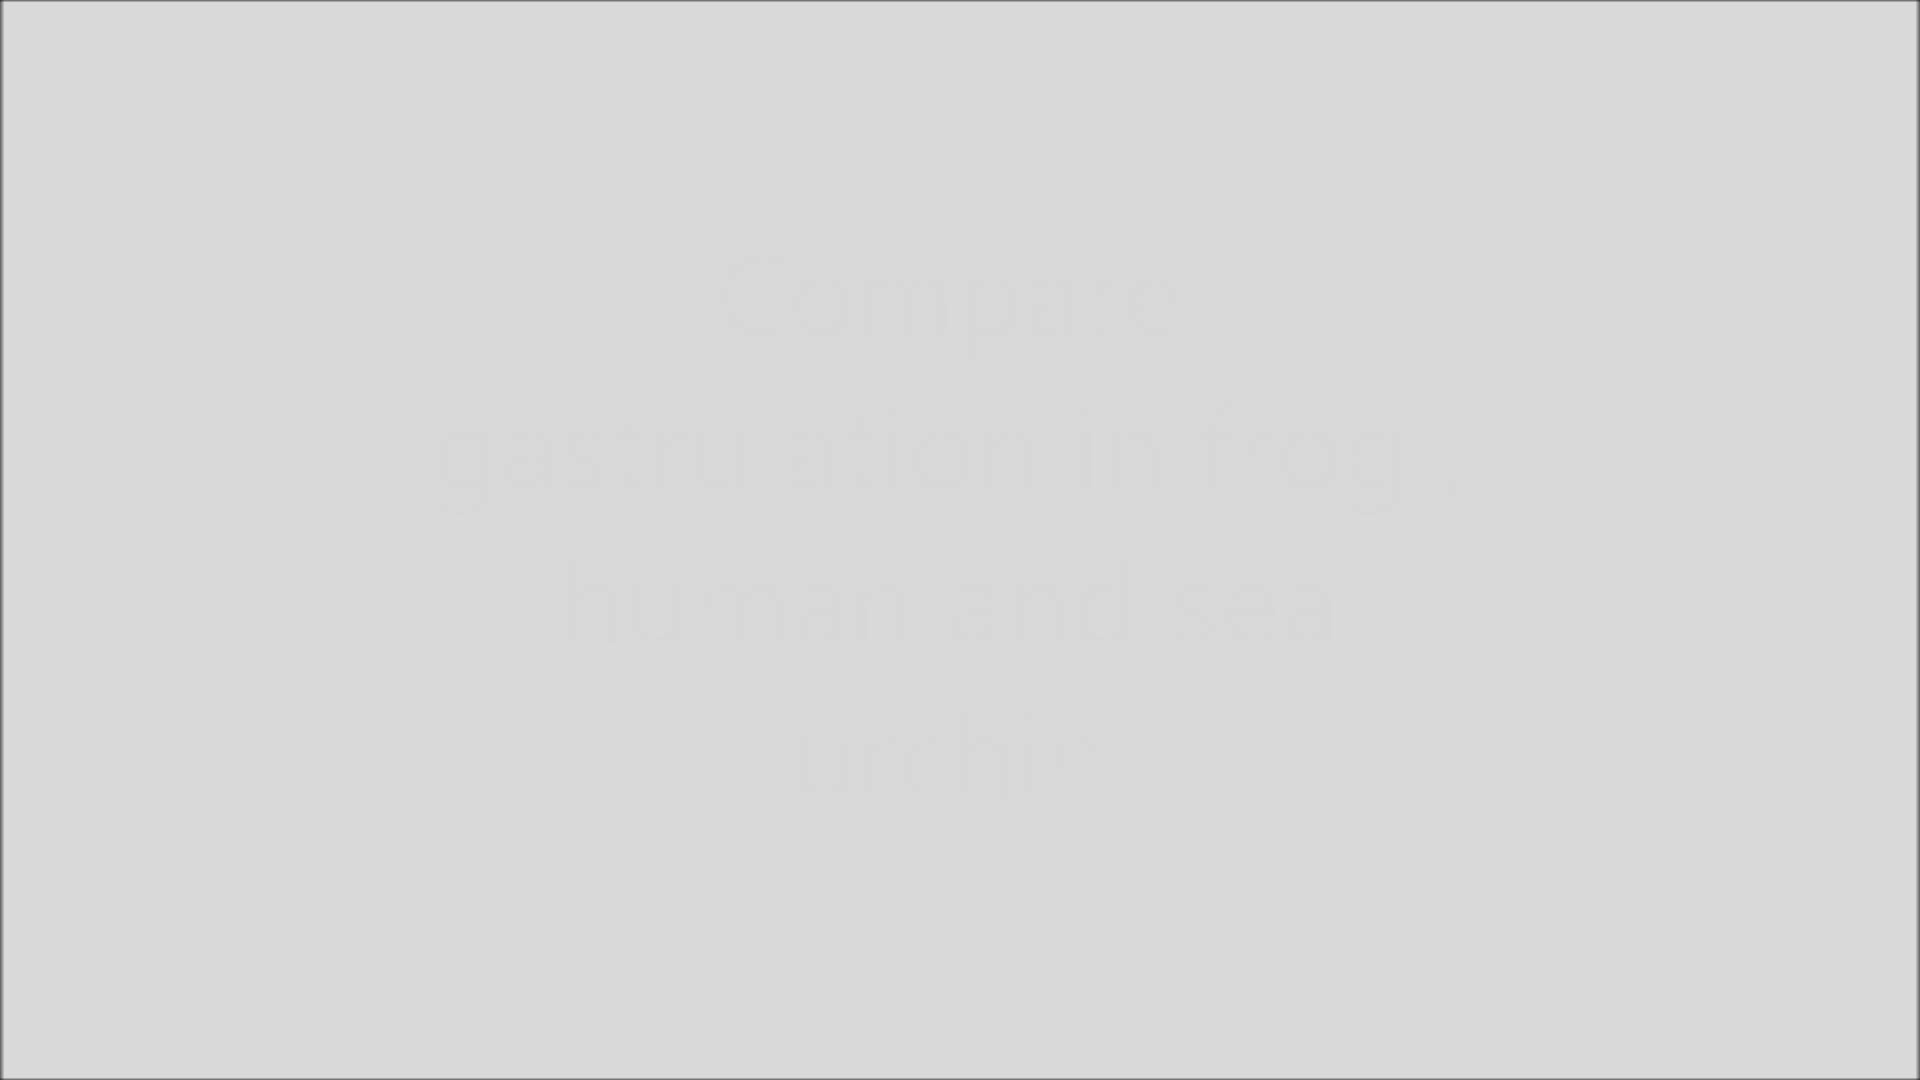 Compare
gastrulation in frog,
human and sea
urchin